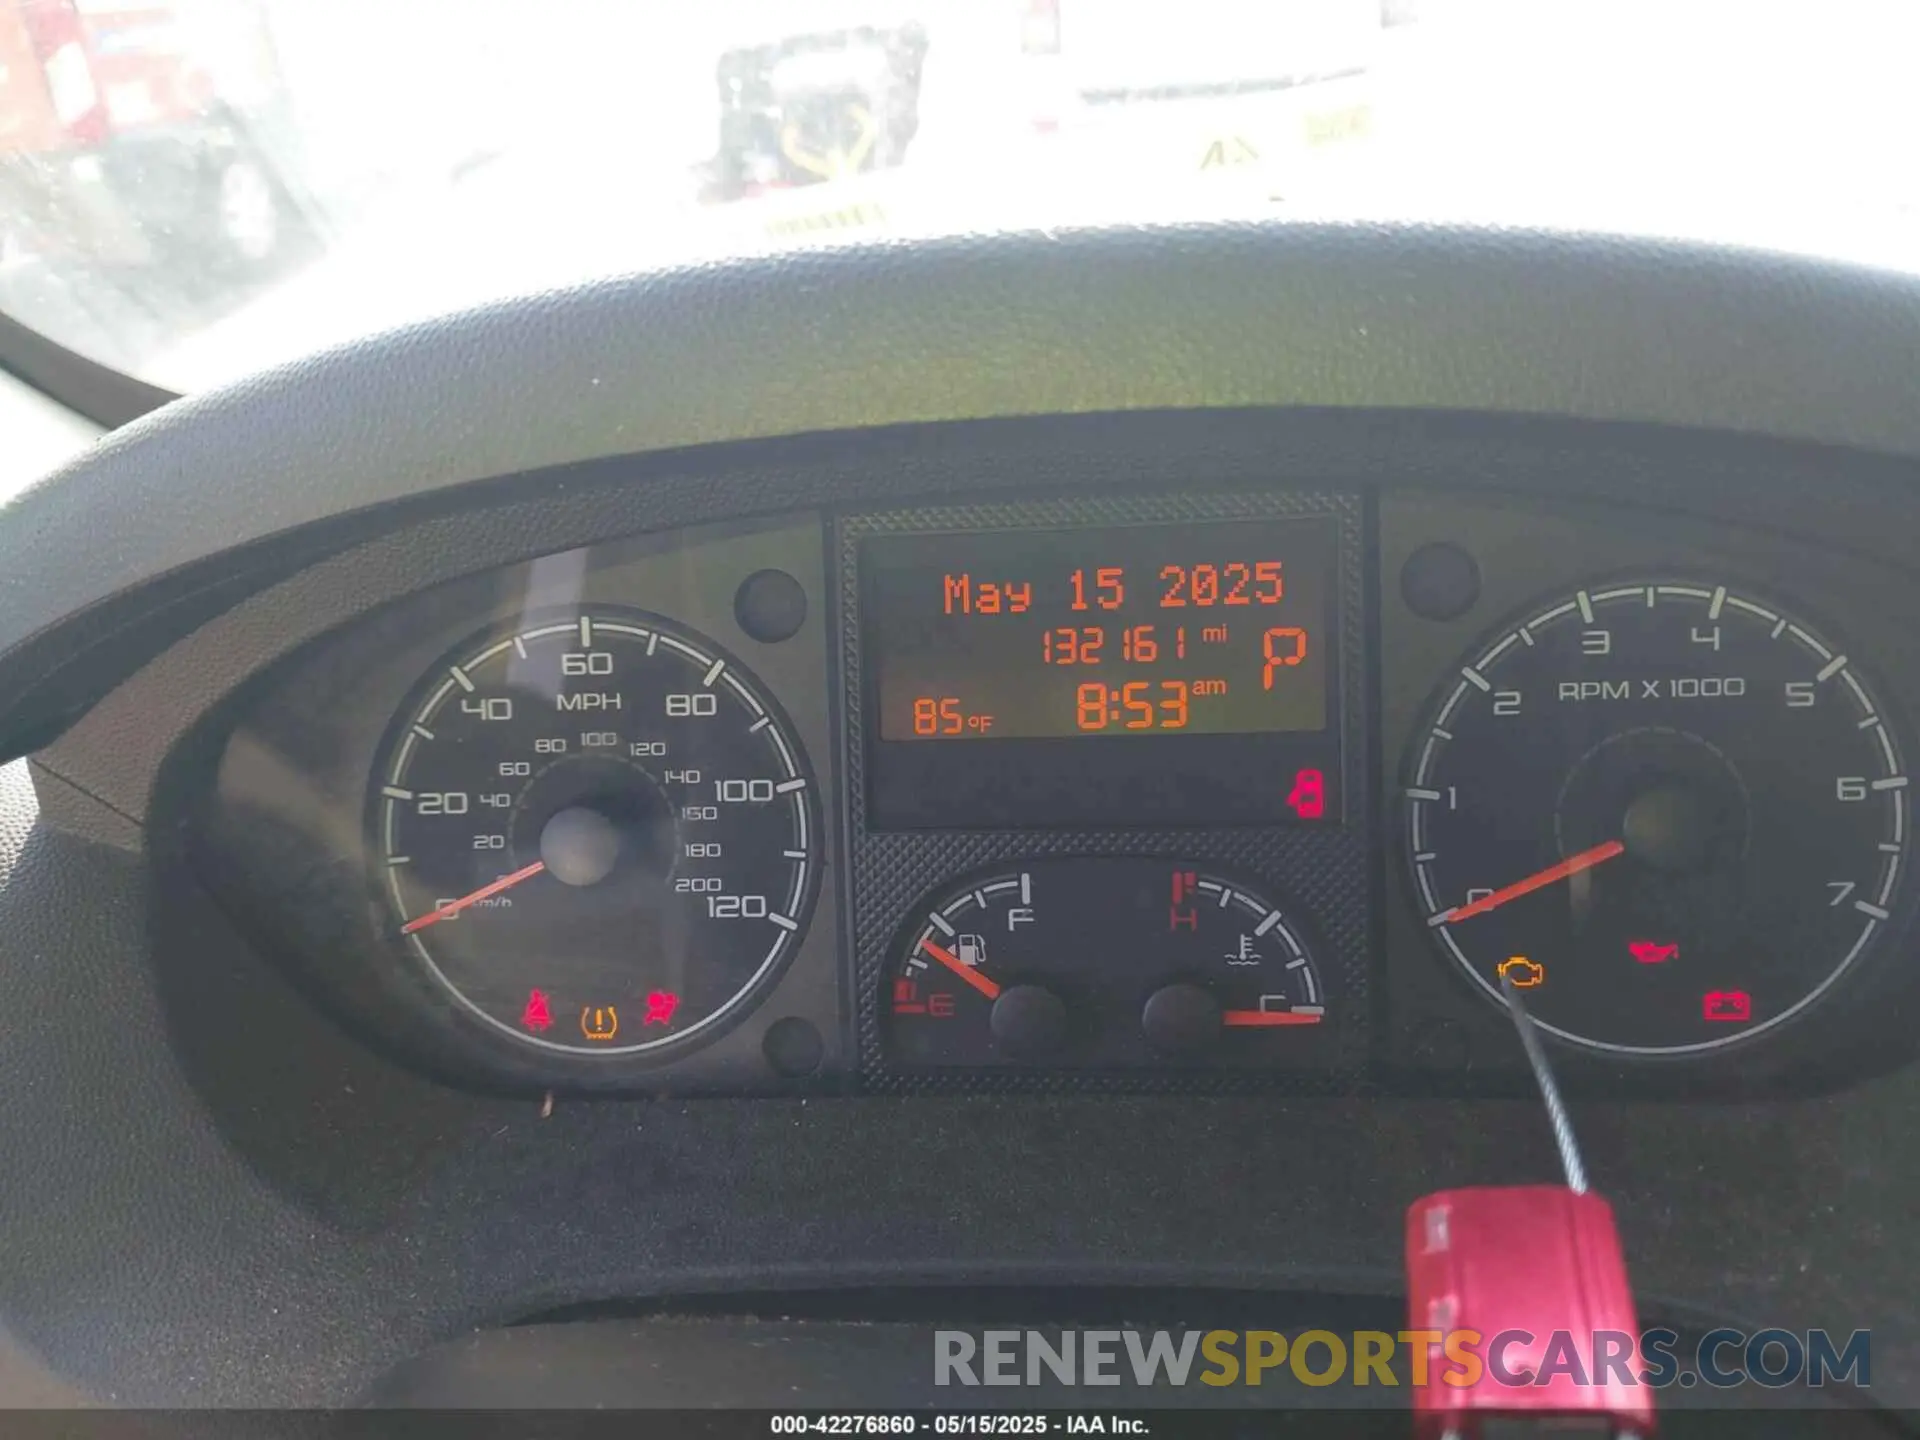 May 15 2025
132161 mi
P
85°F 8:53 am
60
MPH
40 80
20 100
0 120
80 100 120
60 140
40 150
20 180
km/h 200
F
E
H
C
3 4
RPM X 1000
2 5
1 6
0 7
RENEWSPORTSCARS.COM
000-42276860 - 05/15/2025 - IAA Inc.